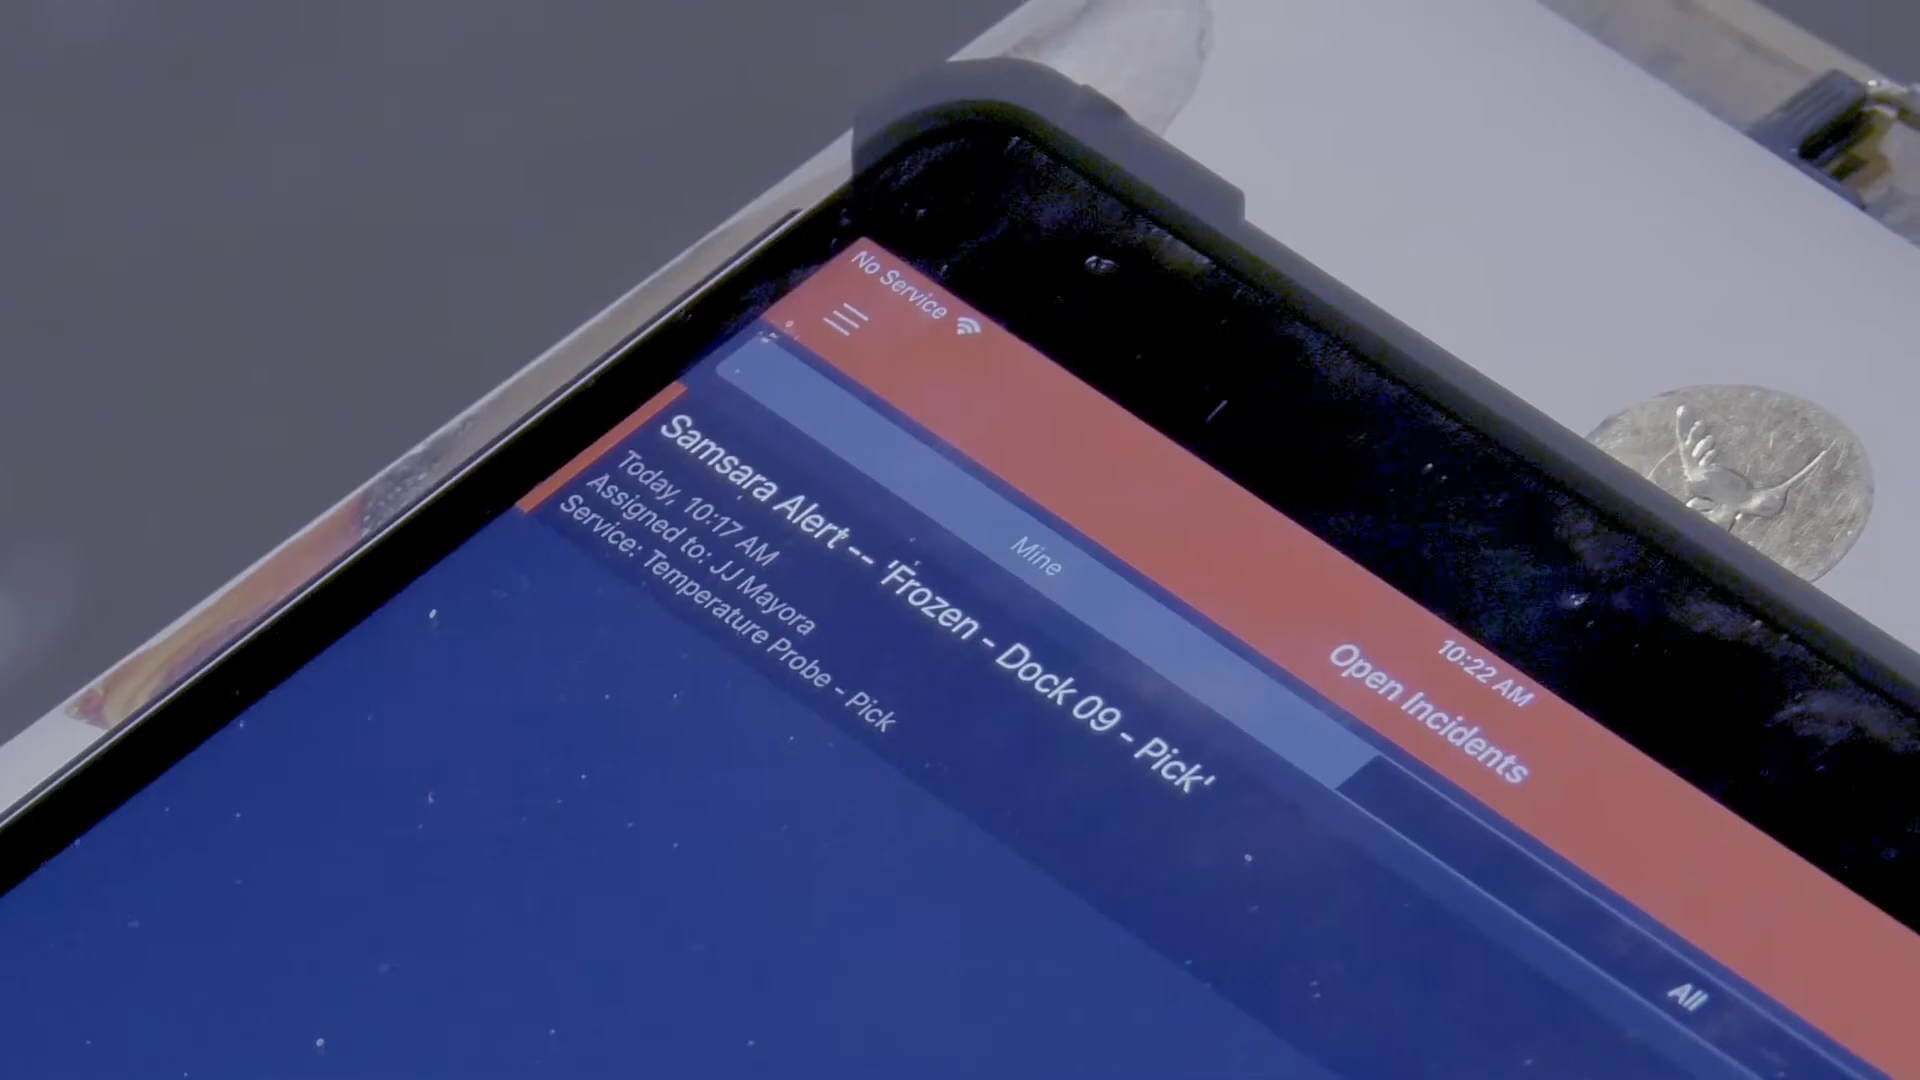 No Service
10:22 AM
Open Incidents
Mine
All
Samsara Alert -- 'Frozen - Dock 09 - Pick'
Today, 10:17 AM
Assigned to: JJ Mayora
Service: Temperature Probe - Pick